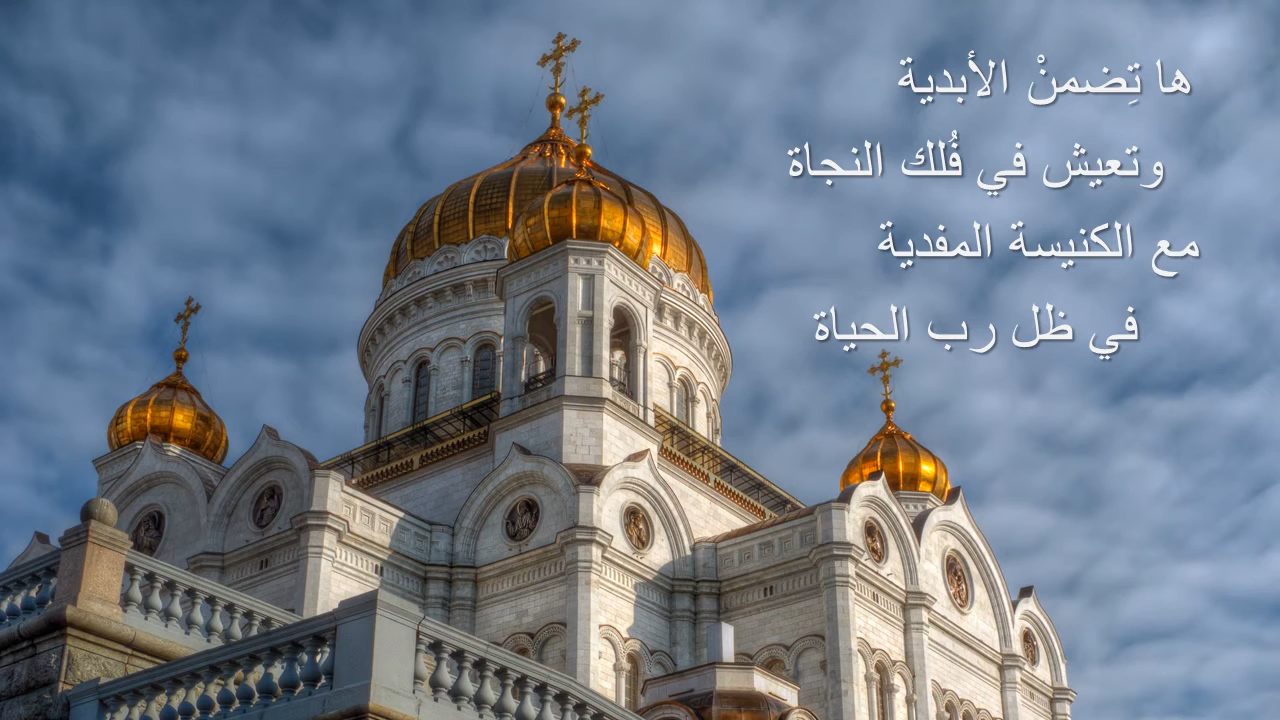 ها تِضمنْ الأبدية
وتعيش في فُلك النجاة
مع الكنيسة المفدية
في ظل رب الحياة